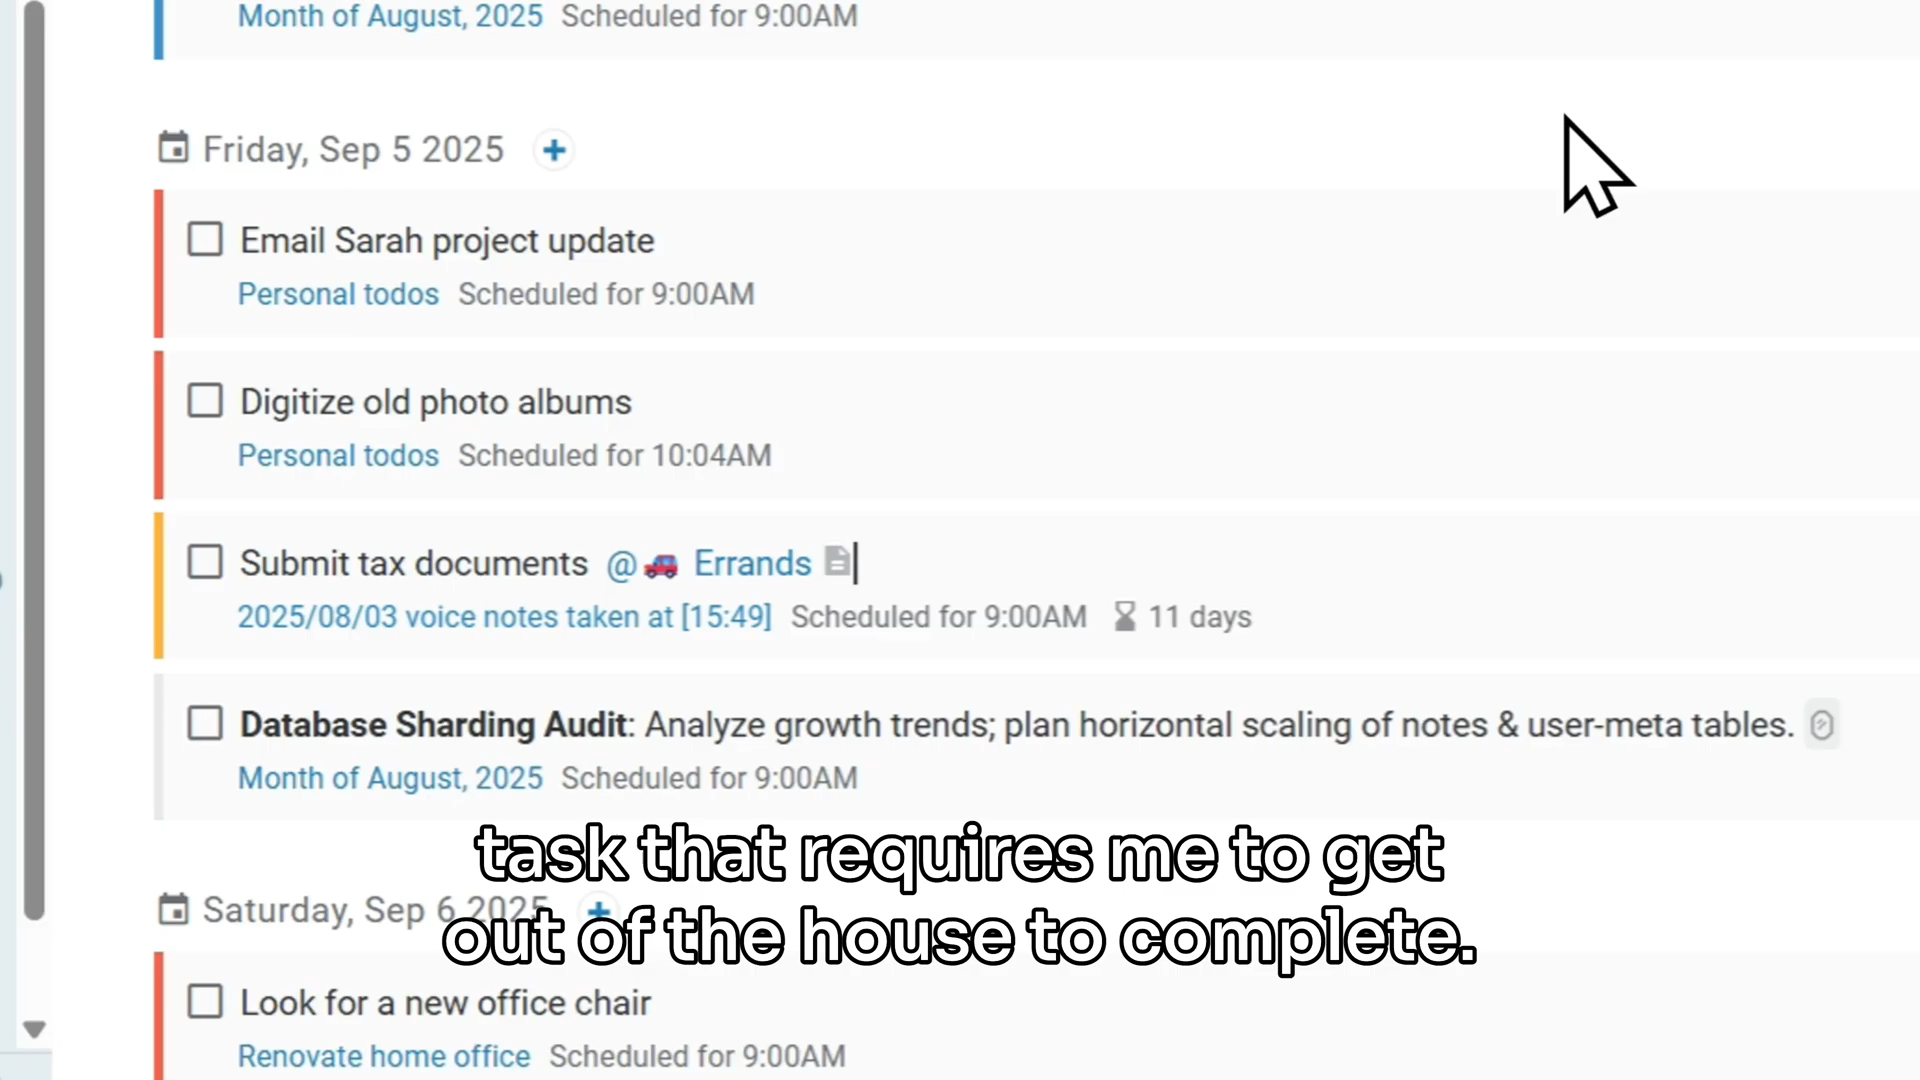 Month of August, 2025 Scheduled for 9:00AM
Friday, Sep 5 2025
Email Sarah project update
Personal todos Scheduled for 9:00AM
Digitize old photo albums
Personal todos Scheduled for 10:04AM
Submit tax documents @🚗 Errands
2025/08/03 voice notes taken at [15:49] Scheduled for 9:00AM 11 days
Database Sharding Audit: Analyze growth trends; plan horizontal scaling of notes & user-meta tables.
Month of August, 2025 Scheduled for 9:00AM
task that requires me to get
Saturday, Sep 6 2025
out of the house to complete.
Look for a new office chair
Renovate home office Scheduled for 9:00AM